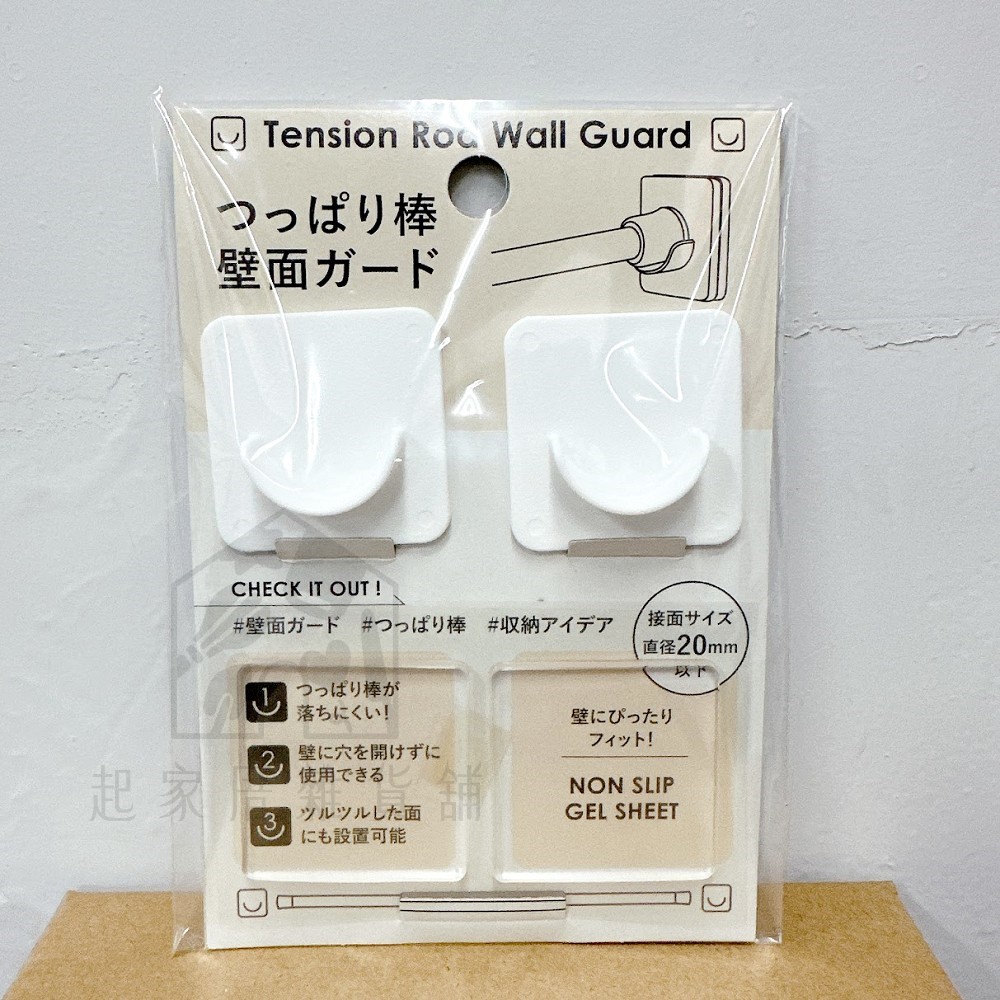 Tension Rod Wall Guard
つっぱり棒
壁面ガード
CHECK IT OUT !
#壁面ガード #つっぱり棒 #収納アイデア
接面サイズ
直径20mm
以下
1 つっぱり棒が
落ちにくい!
2 壁に穴を開けずに
使用できる
3 ツルツルした面
にも設置可能
壁にぴったり
フィット!
NON SLIP
GEL SHEET
起家居雜貨舖